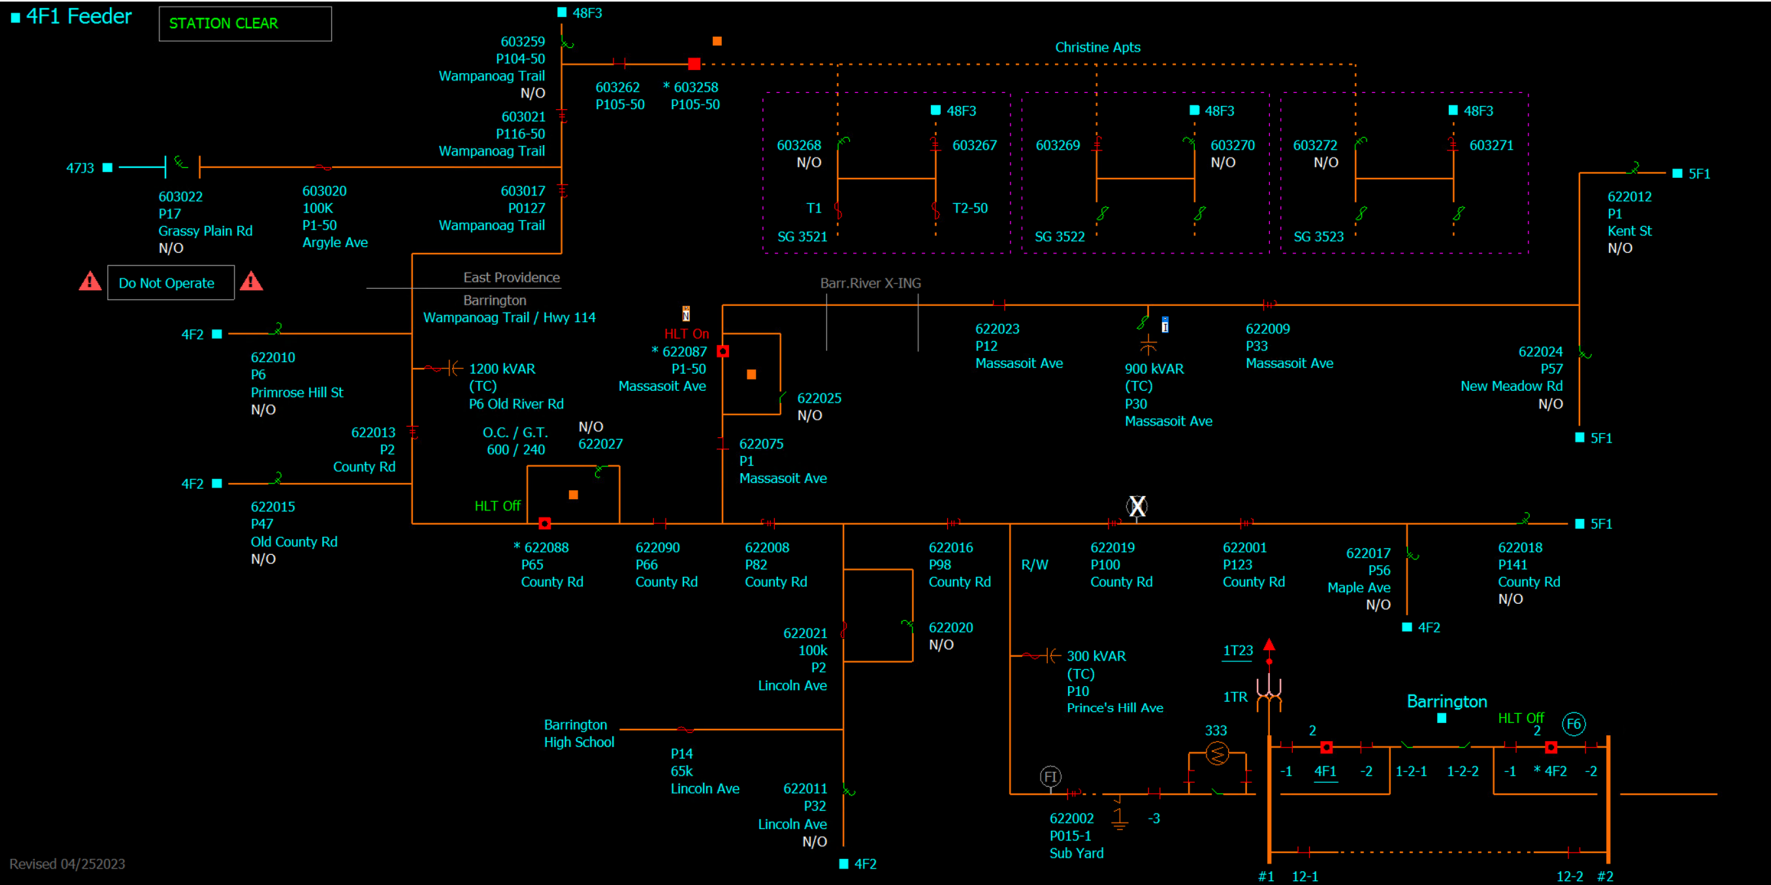 4F1 Feeder
STATION CLEAR
48F3
603259
P104-50
Wampanoag Trail
N/O
603262
P105-50
* 603258
P105-50
Christine Apts
603021
P116-50
Wampanoag Trail
48F3
603268
N/O
603267
T1
T2-50
SG 3521
48F3
603269
603270
N/O
SG 3522
48F3
603272
N/O
603271
SG 3523
47J3
603022
P17
Grassy Plain Rd
N/O
603020
100K
P1-50
Argyle Ave
603017
P0127
Wampanoag Trail
5F1
622012
P1
Kent St
N/O
Do Not Operate
East Providence
Barrington
Wampanoag Trail / Hwy 114
Barr.River X-ING
4F2
622010
P6
Primrose Hill St
N/O
1200 kVAR
(TC)
P6 Old River Rd
N
HLT On
* 622087
P1-50
Massasoit Ave
622025
N/O
622023
P12
Massasoit Ave
I
900 kVAR
(TC)
P30
Massasoit Ave
622009
P33
Massasoit Ave
622024
P57
New Meadow Rd
N/O
5F1
622013
P2
County Rd
O.C. / G.T.
600 / 240
N/O
622027
622075
P1
Massasoit Ave
4F2
622015
P47
Old County Rd
N/O
HLT Off
* 622088
P65
County Rd
622090
P66
County Rd
622008
P82
County Rd
622016
P98
County Rd
R/W
X
622019
P100
County Rd
622001
P123
County Rd
622017
P56
Maple Ave
N/O
4F2
622018
P141
County Rd
N/O
5F1
622021
100k
P2
Lincoln Ave
622020
N/O
300 kVAR
(TC)
P10
Prince's Hill Ave
1T23
1TR
Barrington
High School
P14
65k
Lincoln Ave
622011
P32
Lincoln Ave
N/O
4F2
FI
622002
P015-1
Sub Yard
-3
333
Barrington
HLT Off
F6
2
-1
4F1
-2
1-2-1
1-2-2
2
-1
* 4F2
-2
#1
12-1
12-2
#2
Revised 04/252023